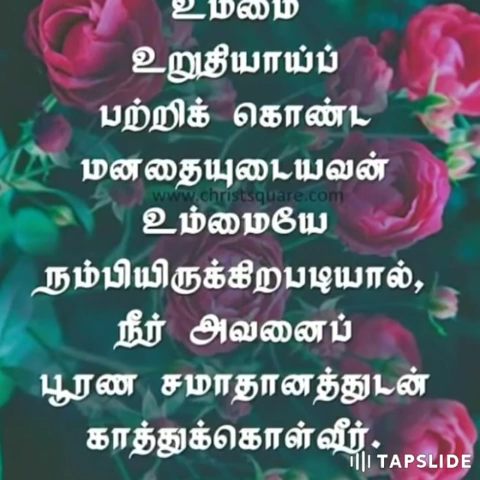 உம்மை
உறுதியாய்ப்
பற்றிக் கொண்ட
மனதையுடையவன்
www.christsquare.com
உம்மையே
நம்பியிருக்கிறபடியால்,
நீர் அவனைப்
பூரண சமாதானத்துடன்
காத்துக்கொள்வீர்.
TAPSLIDE